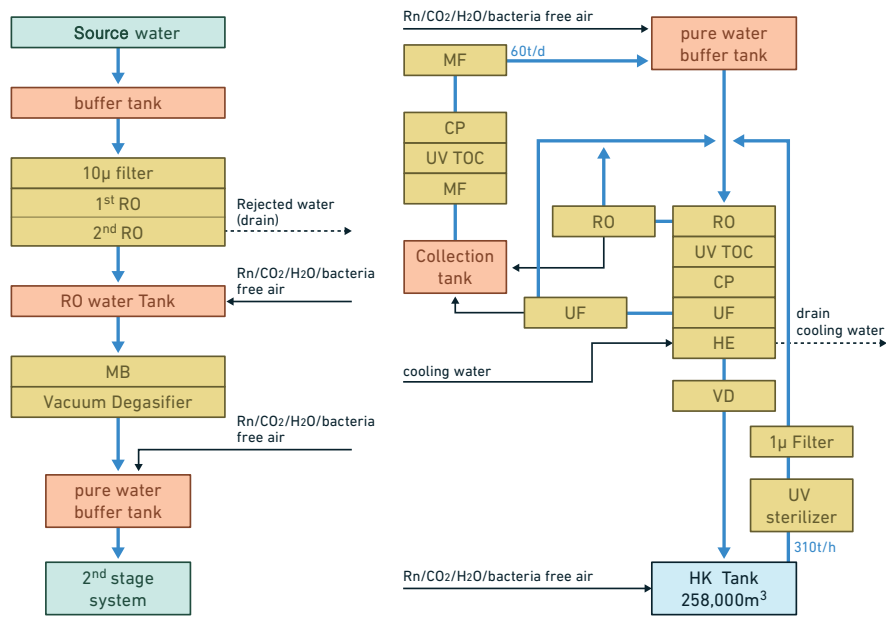 Source water
buffer tank
10μ filter
1st RO
2nd RO
Rejected water
(drain)
RO water Tank
Rn/CO2/H2O/bacteria
free air
MB
Vacuum Degasifier
Rn/CO2/H2O/bacteria
free air
pure water
buffer tank
2nd stage
system
Rn/CO2/H2O/bacteria free air
pure water
buffer tank
MF
60t/d
CP
UV TOC
MF
Collection
tank
RO
RO
UV TOC
CP
UF
HE
UF
drain
cooling water
cooling water
VD
1μ Filter
UV
sterilizer
310t/h
Rn/CO2/H2O/bacteria free air
HK Tank
258,000m3